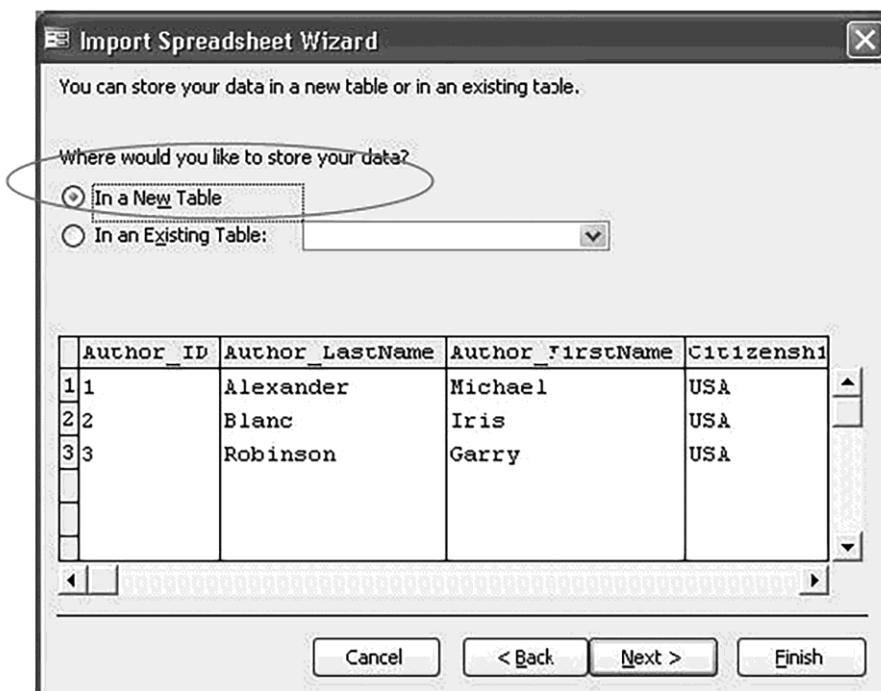 Import Spreadsheet Wizard
You can store your data in a new table or in an existing table.
Where would you like to store your data?
In a New Table
In an Existing Table:
Author_ID Author_LastName Author_FirstName Citizenshi
1 1 Alexander Michael USA
2 2 Blanc Iris USA
3 3 Robinson Garry USA
Cancel < Back Next > Finish